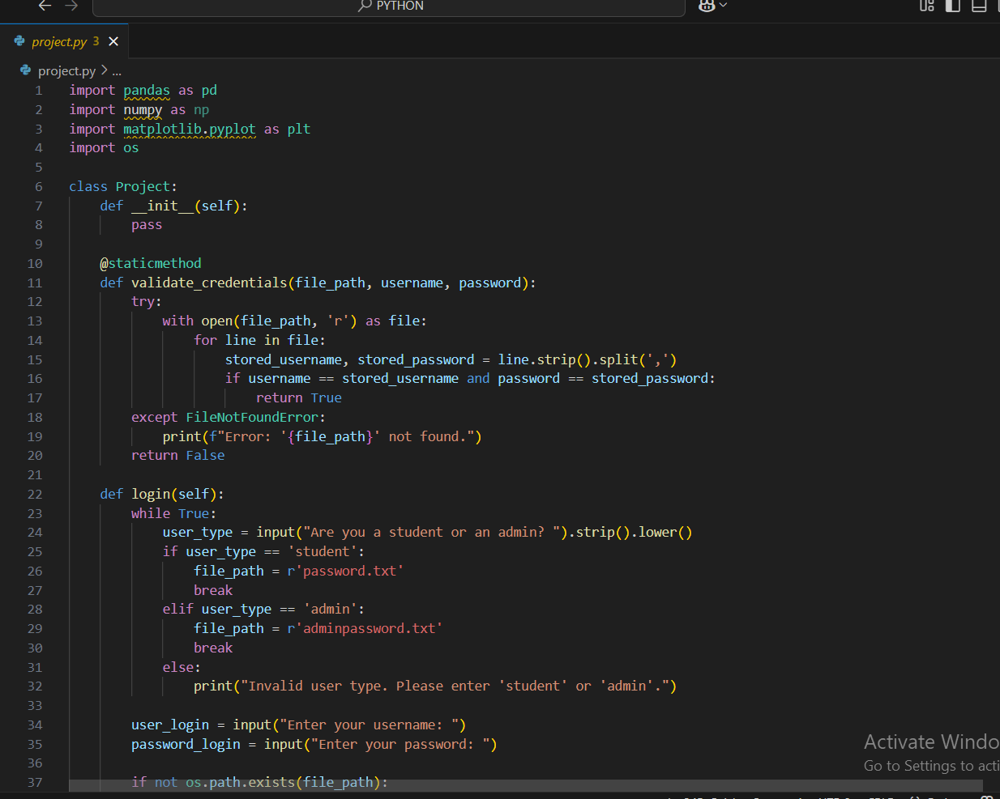 PYTHON
project.py 3
project.py > ...
1 import pandas as pd
2 import numpy as np
3 import matplotlib.pyplot as plt
4 import os
5
6 class Project:
7     def __init__(self):
8         pass
9
10     @staticmethod
11     def validate_credentials(file_path, username, password):
12         try:
13             with open(file_path, 'r') as file:
14                 for line in file:
15                     stored_username, stored_password = line.strip().split(',')
16                     if username == stored_username and password == stored_password:
17                         return True
18         except FileNotFoundError:
19             print(f"Error: '{file_path}' not found.")
20         return False
21
22     def login(self):
23         while True:
24             user_type = input("Are you a student or an admin? ").strip().lower()
25             if user_type == 'student':
26                 file_path = r'password.txt'
27                 break
28             elif user_type == 'admin':
29                 file_path = r'adminpassword.txt'
30                 break
31             else:
32                 print("Invalid user type. Please enter 'student' or 'admin'.")
33
34         user_login = input("Enter your username: ")
35         password_login = input("Enter your password: ")
36
37         if not os.path.exists(file_path):
Activate Windo
Go to Settings to acti